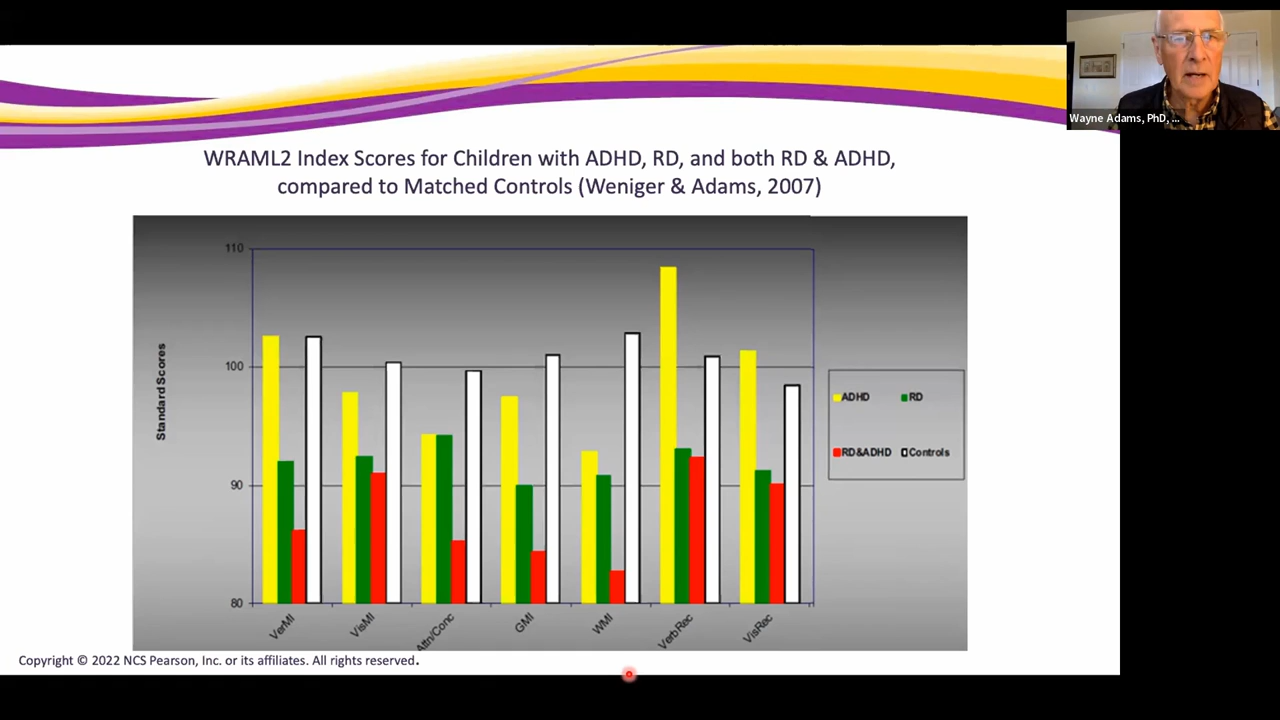 Wayne Adams, PhD, ...
WRAML2 Index Scores for Children with ADHD, RD, and both RD & ADHD,
compared to Matched Controls (Weniger & Adams, 2007)
110
100
90
80
Standard Scores
VerMI
VisMI
Attn/Conc
GMI
WMI
VerbRec
VisRec
ADHD
RD
RD&ADHD
Controls
Copyright © 2022 NCS Pearson, Inc. or its affiliates. All rights reserved.